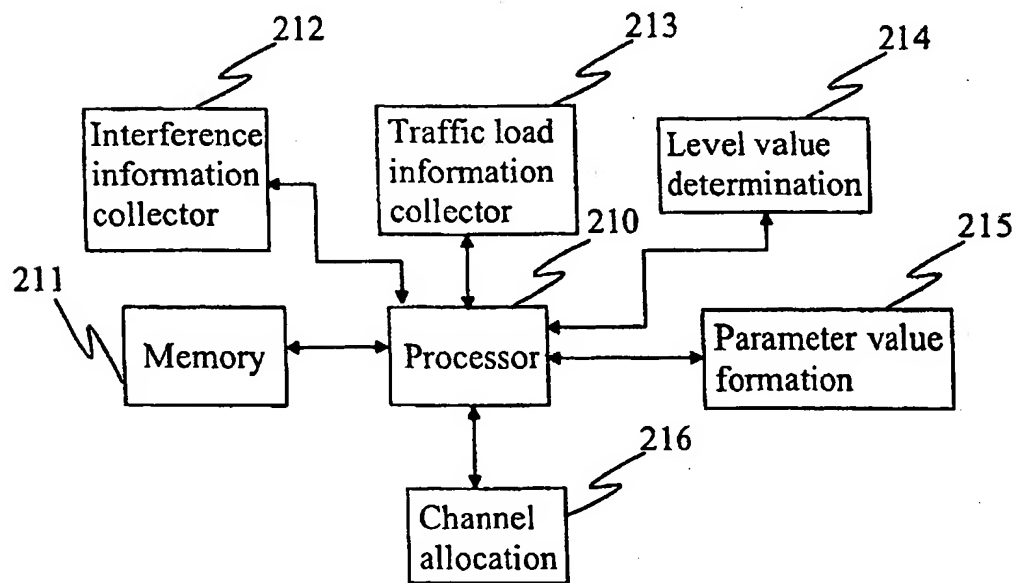 212
213
214
Interference
information
collector
Traffic load
information
collector
Level value
determination
210
215
211
Memory
Processor
Parameter value
formation
216
Channel
allocation